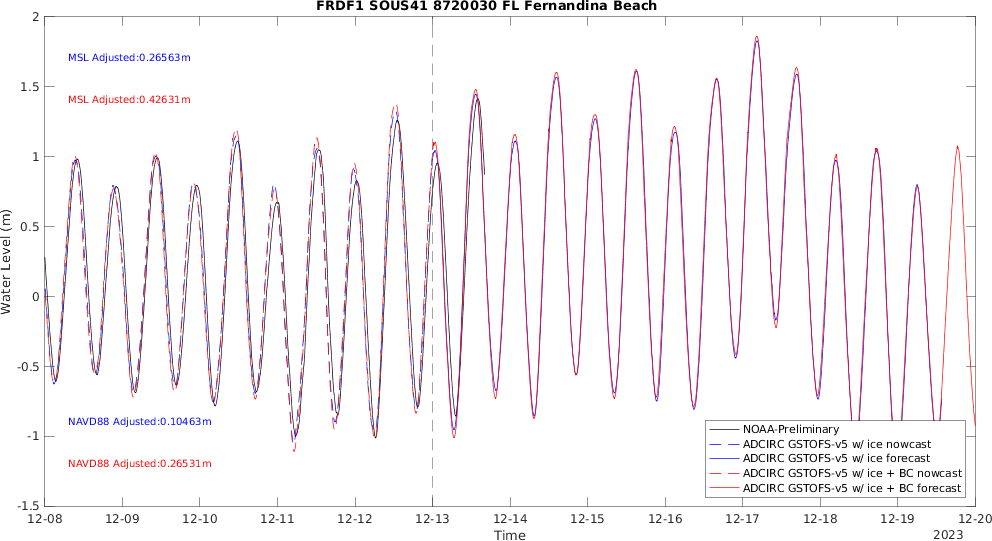 FRDF1 SOUS41 8720030 FL Fernandina Beach
2
1.5
1
0.5
0
-0.5
-1
-1.5
Water Level (m)
MSL Adjusted:0.26563m
MSL Adjusted:0.42631m
NAVD88 Adjusted:0.10463m
NAVD88 Adjusted:0.26531m
NOAA-Preliminary
ADCIRC GSTOFS-v5 w/ ice nowcast
ADCIRC GSTOFS-v5 w/ ice forecast
ADCIRC GSTOFS-v5 w/ ice + BC nowcast
ADCIRC GSTOFS-v5 w/ ice + BC forecast
12-08 12-09 12-10 12-11 12-12 12-13 12-14 12-15 12-16 12-17 12-18 12-19 12-20
Time
2023